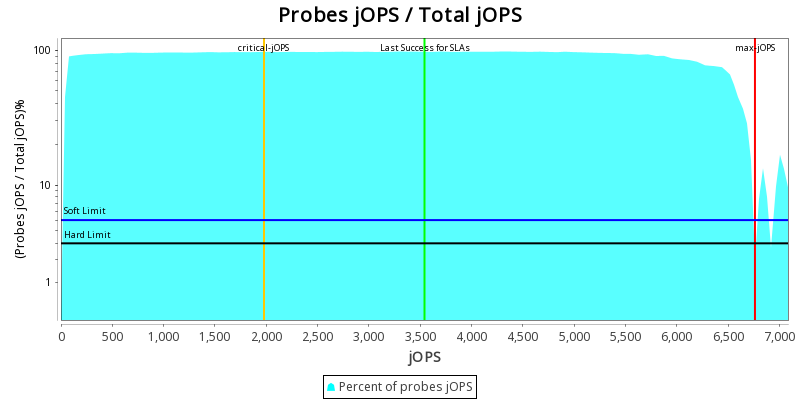 Probes jOPS / Total jOPS
(Probes jOPS / Total jOPS)%
100
10
1
critical-jOPS
Last Success for SLAs
max-jOPS
Soft Limit
Hard Limit
0 500 1,000 1,500 2,000 2,500 3,000 3,500 4,000 4,500 5,000 5,500 6,000 6,500 7,000
jOPS
Percent of probes jOPS